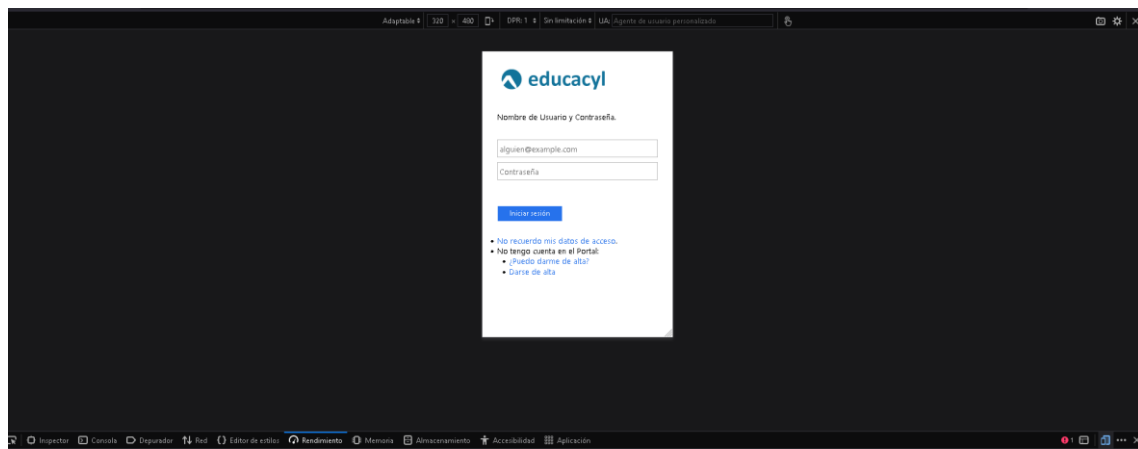 Adaptable 320 × 480 DPR: 1 Sin limitación UA: Agente de usuario personalizado
educacyl
Nombre de Usuario y Contraseña.
alguien@example.com
Contraseña
Iniciar sesión
No recuerdo mis datos de acceso.
No tengo cuenta en el Portal:
¿Puedo darme de alta?
Darse de alta
Inspector Consola Depurador Red Editor de estilos Rendimiento Memoria Almacenamiento Accesibilidad Aplicación 1